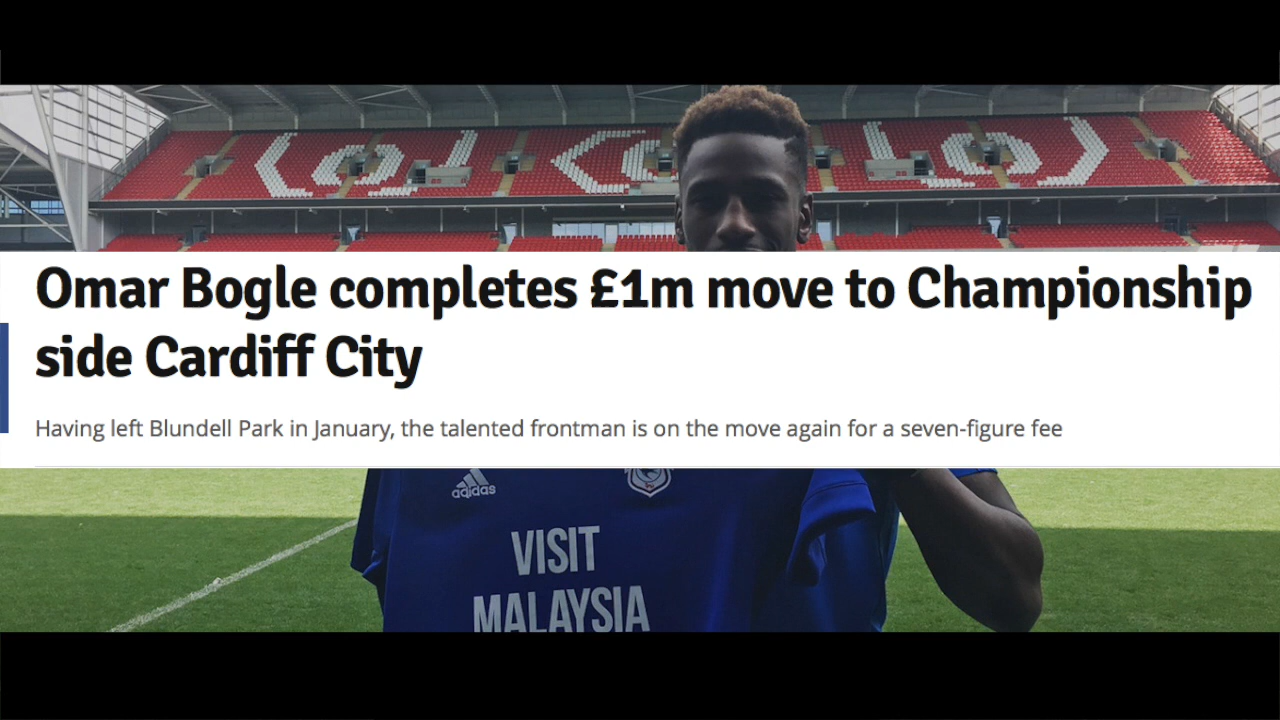 Omar Bogle completes £1m move to Championship
side Cardiff City
Having left Blundell Park in January, the talented frontman is on the move again for a seven-figure fee
adidas
VISIT
MALAYSIA